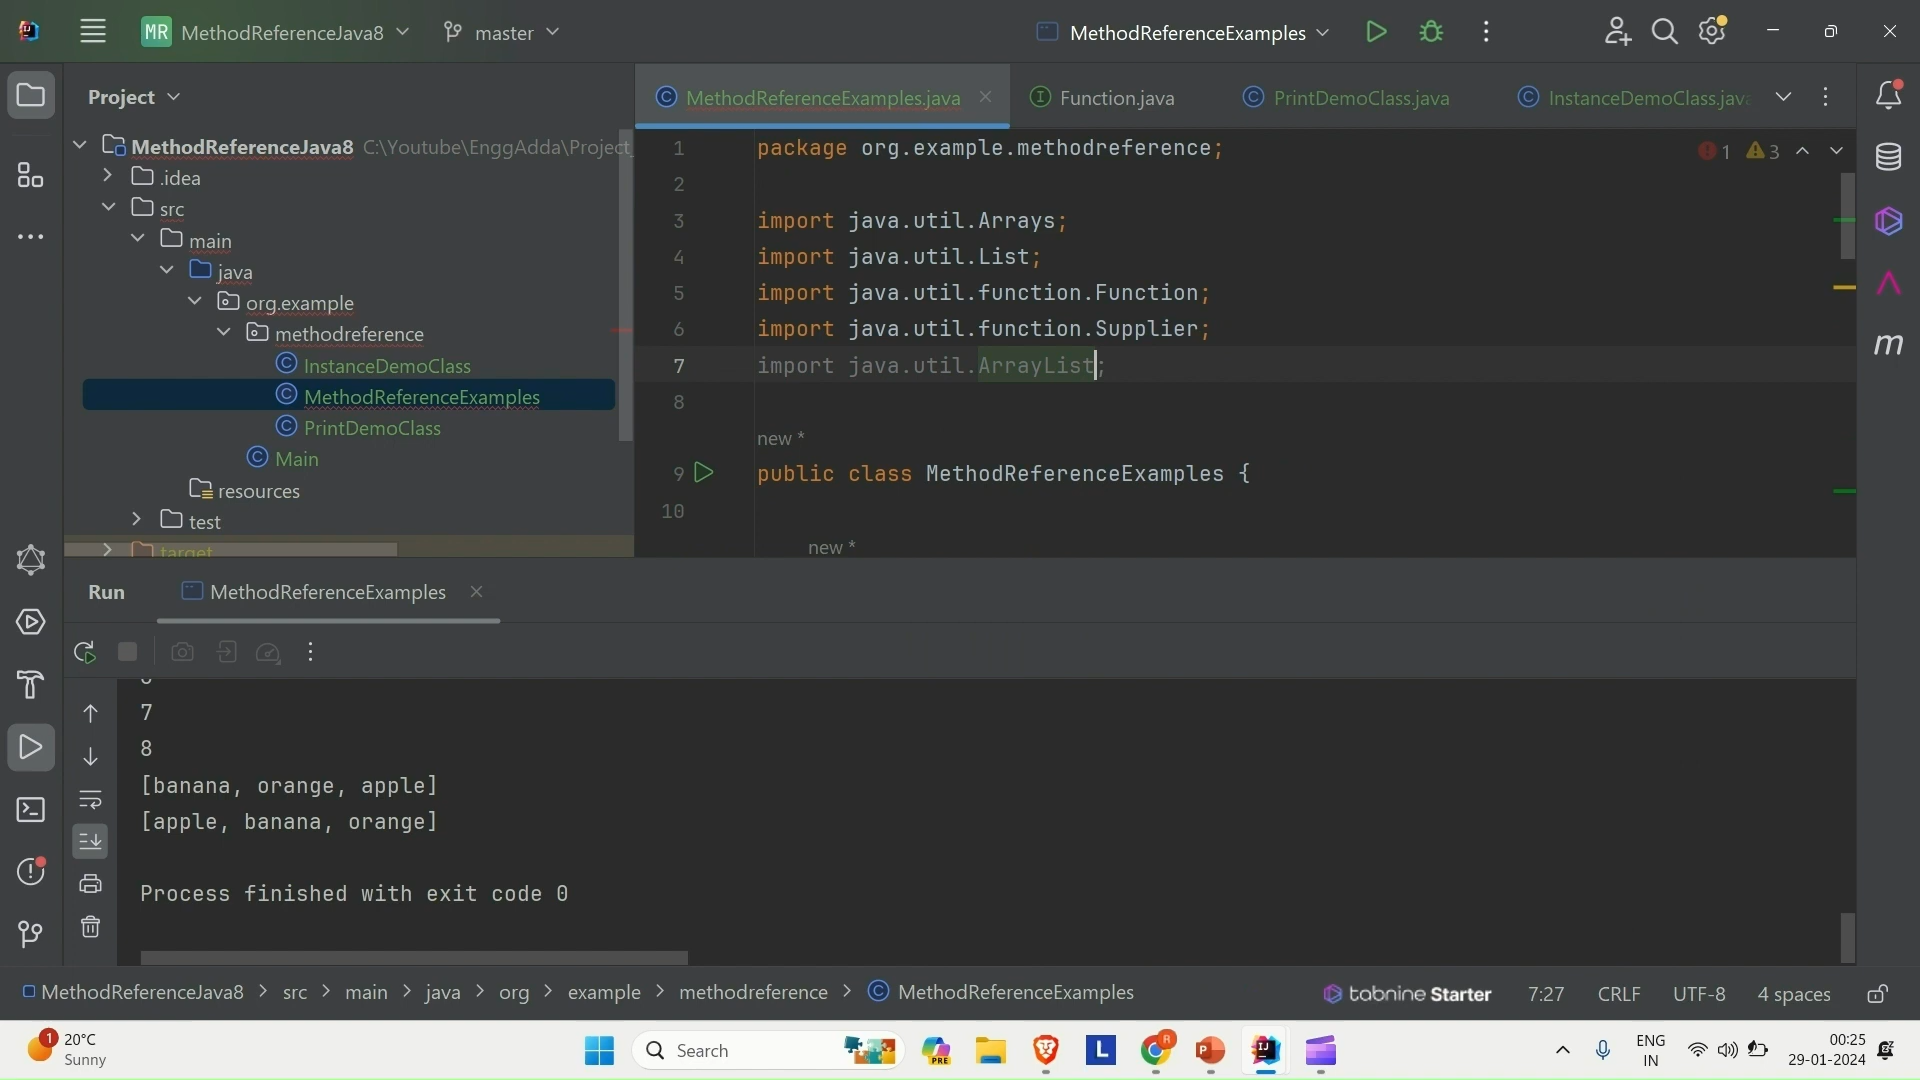 MR MethodReferenceJava8 master MethodReferenceExamples
Project
MethodReferenceExamples.java Function.java PrintDemoClass.java InstanceDemoClass.java
MethodReferenceJava8 C:\Youtube\EnggAdda\Project_
.idea
src
main
java
org.example
methodreference
InstanceDemoClass
MethodReferenceExamples
PrintDemoClass
Main
resources
test
target
1 package org.example.methodreference;
1 3
2
3 import java.util.Arrays;
4 import java.util.List;
5 import java.util.function.Function;
6 import java.util.function.Supplier;
7 import java.util.ArrayList;
8
new *
9 public class MethodReferenceExamples {
10
new *
m
Run MethodReferenceExamples
7
8
[banana, orange, apple]
[apple, banana, orange]
Process finished with exit code 0
MethodReferenceJava8 > src > main > java > org > example > methodreference > MethodReferenceExamples
tabnine Starter 7:27 CRLF UTF-8 4 spaces
1 20°C
Sunny
Search
PRE
L
R
P
IJ
ENG
IN
00:25
29-01-2024